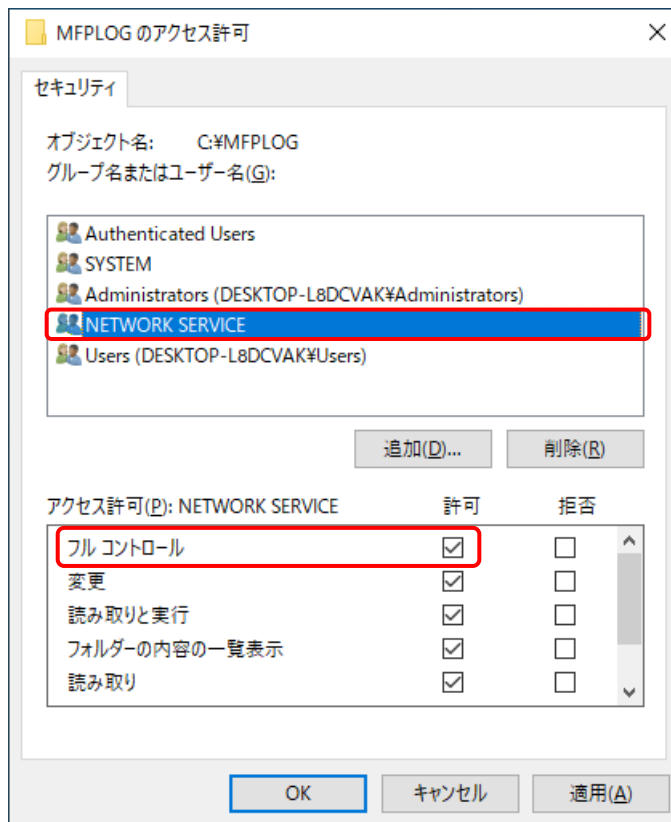 MFPLOG のアクセス許可
セキュリティ
オブジェクト名: C:¥MFPLOG
グループ名またはユーザー名(G):
Authenticated Users
SYSTEM
Administrators (DESKTOP-L8DCVAK¥Administrators)
NETWORK SERVICE
Users (DESKTOP-L8DCVAK¥Users)
追加(D)... 削除(R)
アクセス許可(P): NETWORK SERVICE 許可 拒否
フル コントロール
変更
読み取りと実行
フォルダーの内容の一覧表示
読み取り
OK キャンセル 適用(A)